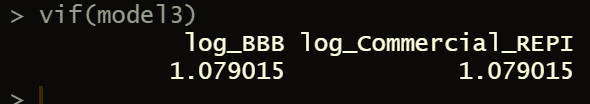 > vif(model3)
log_BBB log_Commercial_REPI
1.079015 1.079015
>